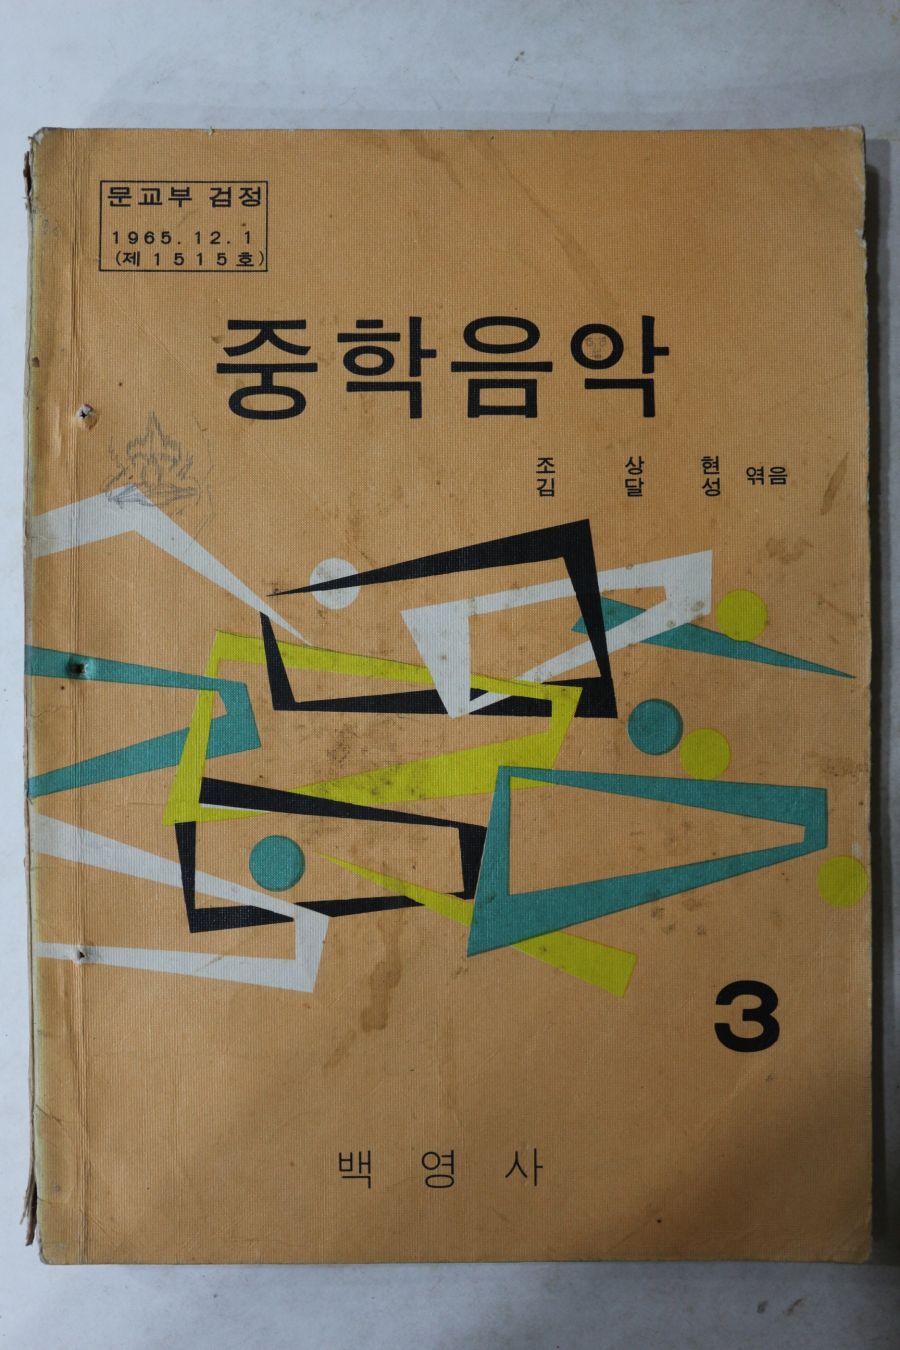 문교부 검정
1965. 12. 1
(제 1515호)
중학음악
조 상 현
김 달 성 엮음
3
백 영 사